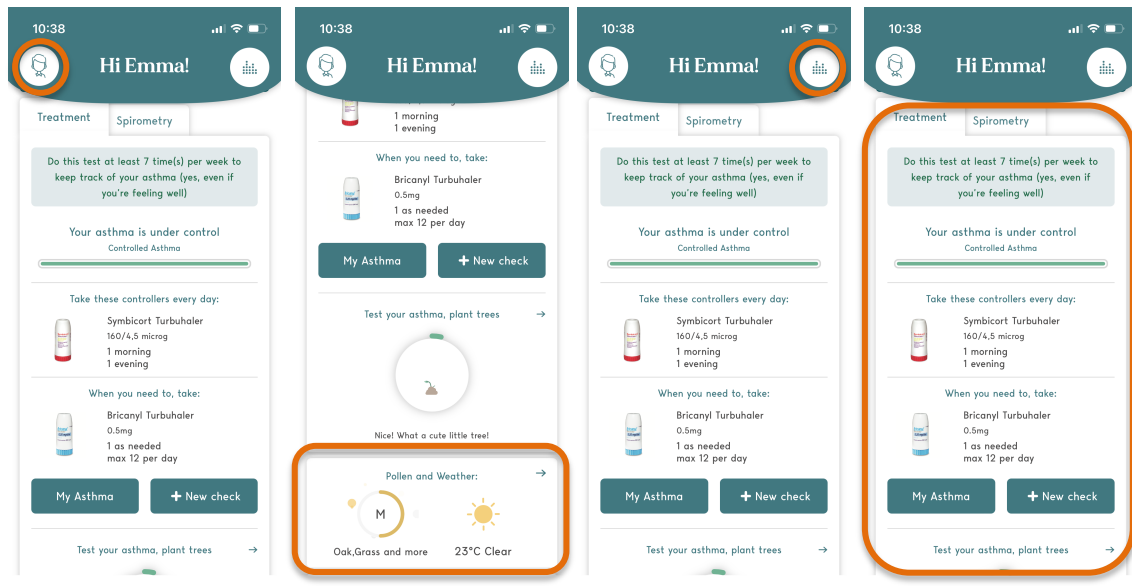 10:38
Hi Emma!
Treatment
Spirometry
Do this test at least 7 time(s) per week to
keep track of your asthma (yes, even if
you're feeling well)
Your asthma is under control
Controlled Asthma
Take these controllers every day:
Symbicort Turbuhaler
160/4,5 microg
1 morning
1 evening
When you need to, take:
Bricanyl Turbuhaler
0.5mg
1 as needed
max 12 per day
My Asthma
+ New check
Test your asthma, plant trees →
10:38
Hi Emma!
1 morning
1 evening
When you need to, take:
Bricanyl Turbuhaler
0.5mg
1 as needed
max 12 per day
My Asthma
+ New check
Test your asthma, plant trees →
Nice! What a cute little tree!
Pollen and Weather: →
M
Oak,Grass and more
23°C Clear
10:38
Hi Emma!
Treatment
Spirometry
Do this test at least 7 time(s) per week to
keep track of your asthma (yes, even if
you're feeling well)
Your asthma is under control
Controlled Asthma
Take these controllers every day:
Symbicort Turbuhaler
160/4,5 microg
1 morning
1 evening
When you need to, take:
Bricanyl Turbuhaler
0.5mg
1 as needed
max 12 per day
My Asthma
+ New check
Test your asthma, plant trees →
10:38
Hi Emma!
Treatment
Spirometry
Do this test at least 7 time(s) per week to
keep track of your asthma (yes, even if
you're feeling well)
Your asthma is under control
Controlled Asthma
Take these controllers every day:
Symbicort Turbuhaler
160/4,5 microg
1 morning
1 evening
When you need to, take:
Bricanyl Turbuhaler
0.5mg
1 as needed
max 12 per day
My Asthma
+ New check
Test your asthma, plant trees →